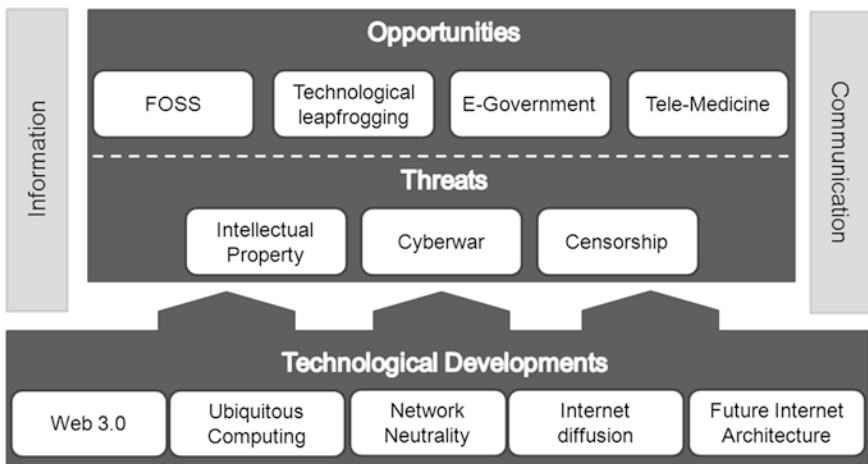 Information
Opportunities
FOSS
Technological
leapfrogging
E-Government
Tele-Medicine
Threats
Intellectual
Property
Cyberwar
Censorship
Communication
Technological Developments
Web 3.0
Ubiquitous
Computing
Network
Neutrality
Internet
diffusion
Future Internet
Architecture